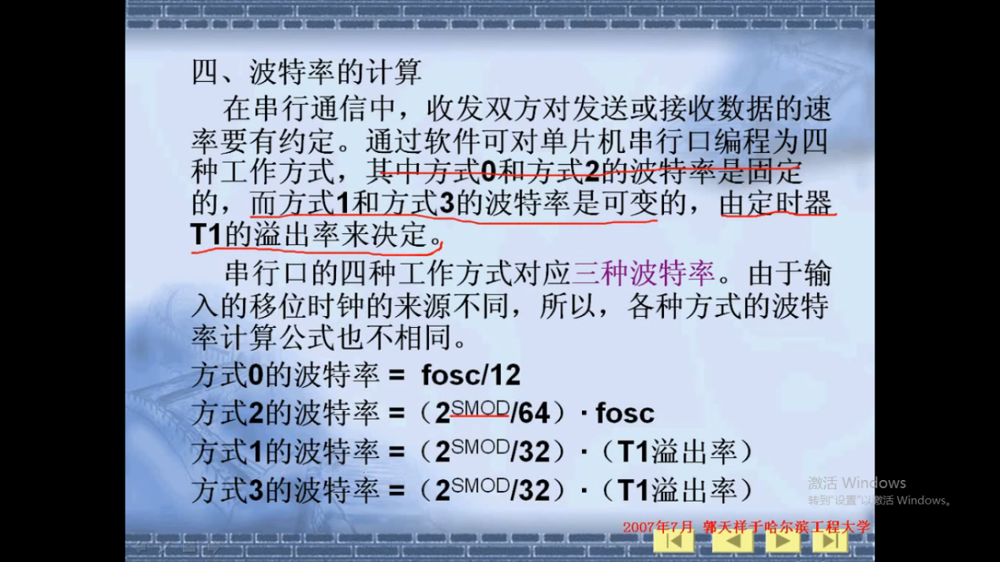 四、波特率的计算
在串行通信中，收发双方对发送或接收数据的速
率要有约定。通过软件可对单片机串行口编程为四
种工作方式，其中方式0和方式2的波特率是固定
的，而方式1和方式3的波特率是可变的，由定时器
T1的溢出率来决定。
串行口的四种工作方式对应三种波特率。由于输
入的移位时钟的来源不同，所以，各种方式的波特
率计算公式也不相同。
方式0的波特率 = fosc/12
方式2的波特率 =（2^SMOD/64）· fosc
方式1的波特率 =（2^SMOD/32）·（T1溢出率）
方式3的波特率 =（2^SMOD/32）·（T1溢出率）
激活 Windows
转到"设置"以激活 Windows。
2007年7月 郭天祥于哈尔滨工程大学